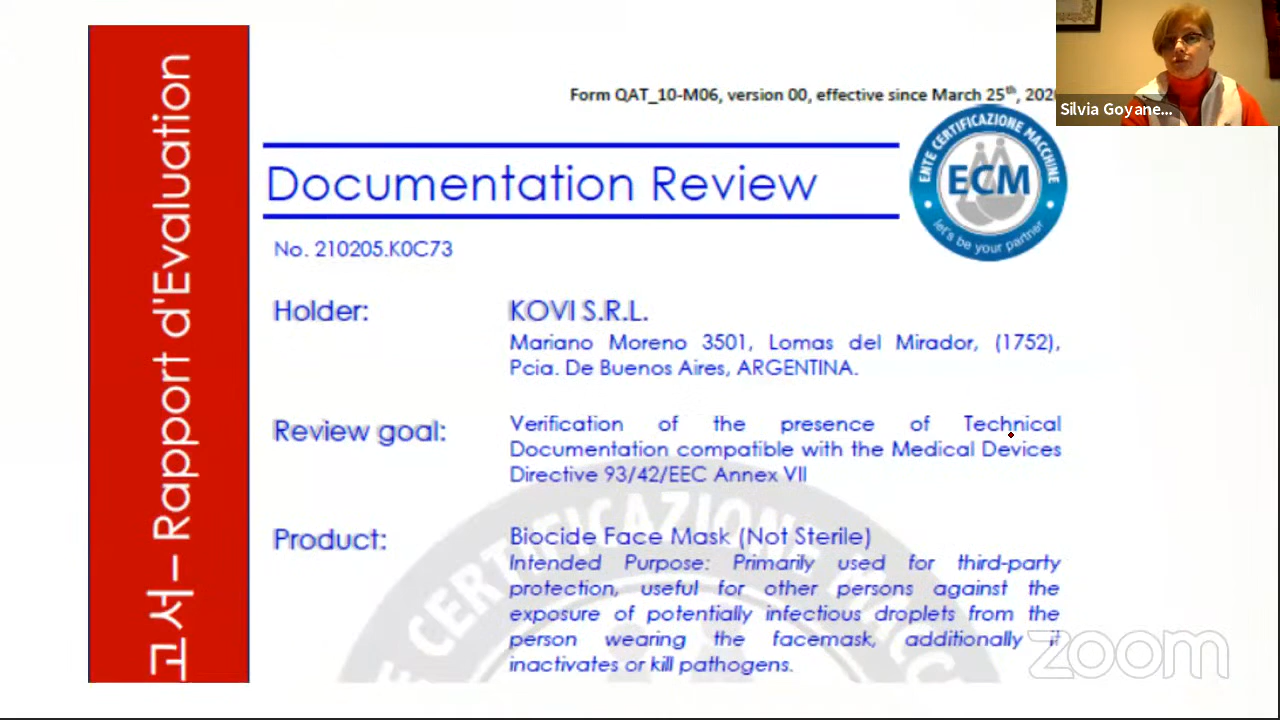 Form QAT_10-M06, version 00, effective since March 25th, 202
Silvia Goyane...
고서 – Rapport d'Evaluation
Documentation Review
ENTE CERTIFICAZIONE MACCHINE
ECM
let's be your partner
No. 210205.K0C73
Holder:
KOVI S.R.L.
Mariano Moreno 3501, Lomas del Mirador, (1752),
Pcia. De Buenos Aires, ARGENTINA.
Review goal:
Verification of the presence of Technical
Documentation compatible with the Medical Devices
Directive 93/42/EEC Annex VII
Product:
Biocide Face Mask (Not Sterile)
Intended Purpose: Primarily used for third-party
protection, useful for other persons against the
exposure of potentially infectious droplets from the
person wearing the facemask, additionally it
inactivates or kill pathogens.
zoom